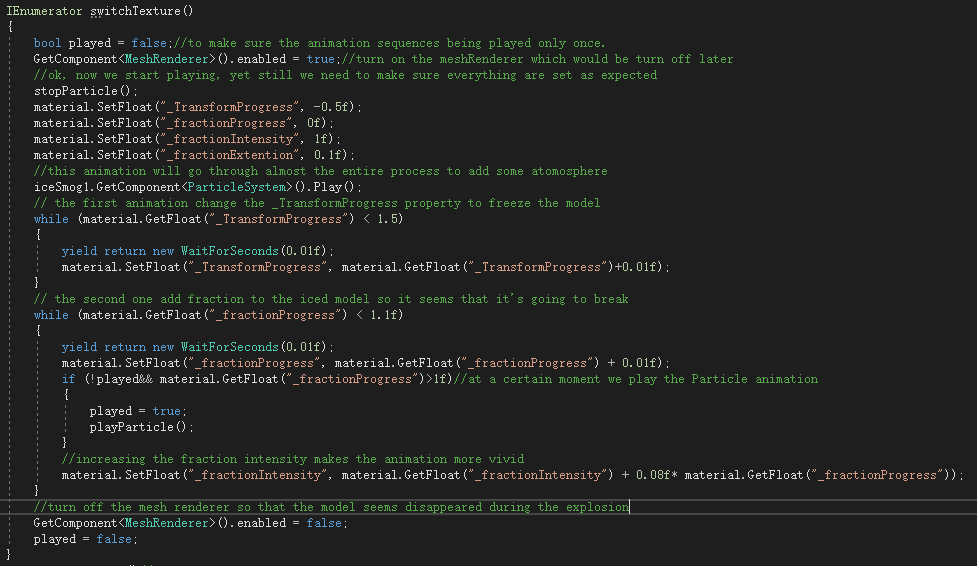 IEnumerator switchTexture()
{
bool played = false;//to make sure the animation sequences being played only once.
GetComponent<MeshRenderer>().enabled = true;//turn on the meshRenderer which would be turn off later
//ok, now we start playing, yet still we need to make sure everything are set as expected
stopParticle();
material.SetFloat("_TransformProgress", -0.5f);
material.SetFloat("_fractionProgress", 0f);
material.SetFloat("_fractionIntensity", 1f);
material.SetFloat("_fractionExtention", 0.1f);
//this animation will go through almost the entire process to add some atomosphere
iceSmog1.GetComponent<ParticleSystem>().Play();
// the first animation change the _TransformProgress property to freeze the model
while (material.GetFloat("_TransformProgress") < 1.5)
{
yield return new WaitForSeconds(0.01f);
material.SetFloat("_TransformProgress", material.GetFloat("_TransformProgress")+0.01f);
}
// the second one add fraction to the iced model so it seems that it's going to break
while (material.GetFloat("_fractionProgress") < 1.1f)
{
yield return new WaitForSeconds(0.01f);
material.SetFloat("_fractionProgress", material.GetFloat("_fractionProgress") + 0.01f);
if (!played&& material.GetFloat("_fractionProgress")>1f)//at a certain moment we play the Particle animation
{
played = true;
playParticle();
}
//increasing the fraction intensity makes the animation more vivid
material.SetFloat("_fractionIntensity", material.GetFloat("_fractionIntensity") + 0.08f* material.GetFloat("_fractionProgress"));
}
//turn off the mesh renderer so that the model seems disappeared during the explosion
GetComponent<MeshRenderer>().enabled = false;
played = false;
}